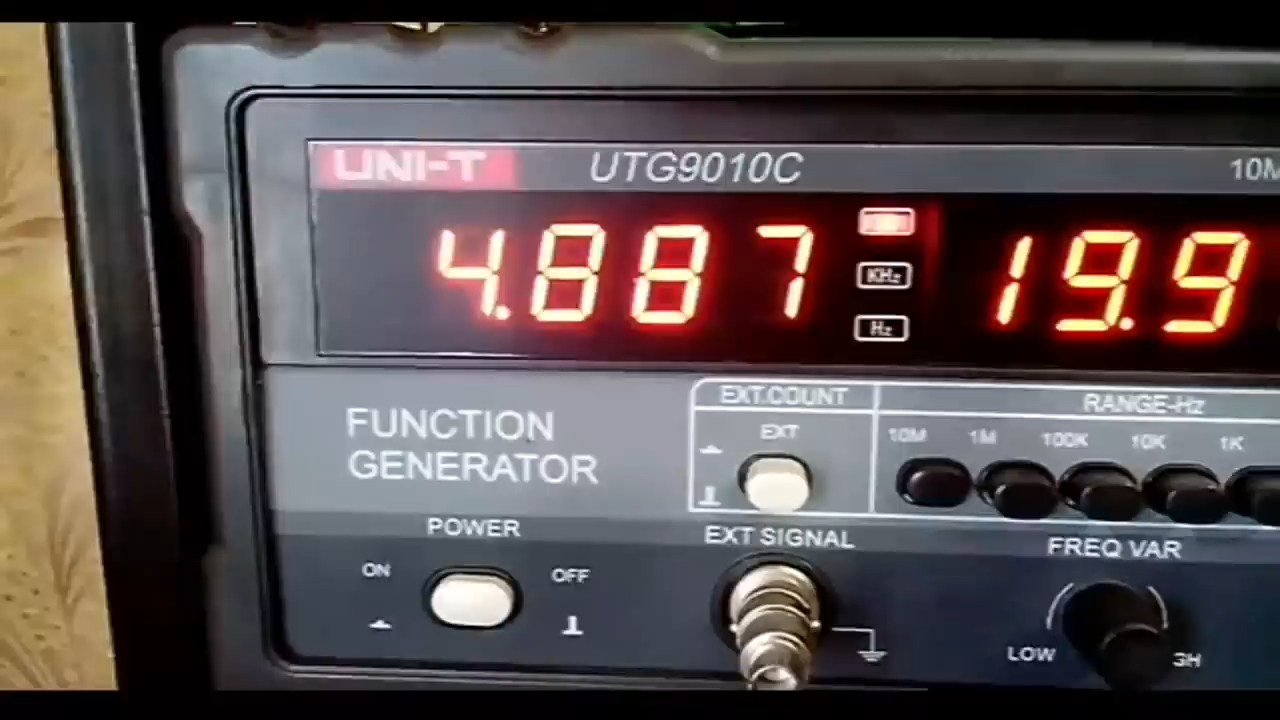 UNI-T UTG9010C 10M
4.887 19.9
KHz
Hz
EXT.COUNT RANGE-Hz
FUNCTION
GENERATOR
EXT 10M 1M 100K 10K 1K
POWER EXT SIGNAL FREQ VAR
ON OFF
LOW